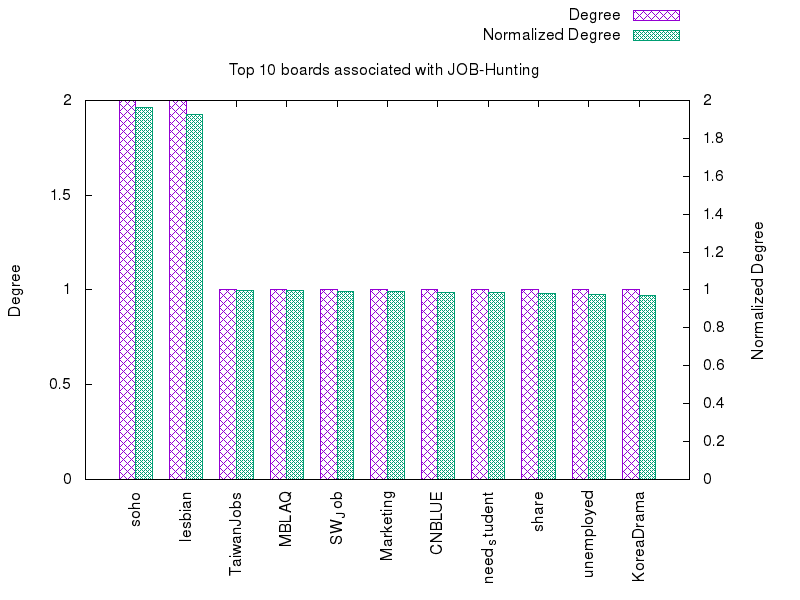 Degree
Normalized Degree
Top 10 boards associated with JOB-Hunting
2
1.5
1
0.5
0
Degree
2
1.8
1.6
1.4
1.2
1
0.8
0.6
0.4
0.2
0
Normalized Degree
soho
lesbian
TaiwanJobs
MBLAQ
SWJob
Marketing
CNBLUE
needstudent
share
unemployed
KoreaDrama